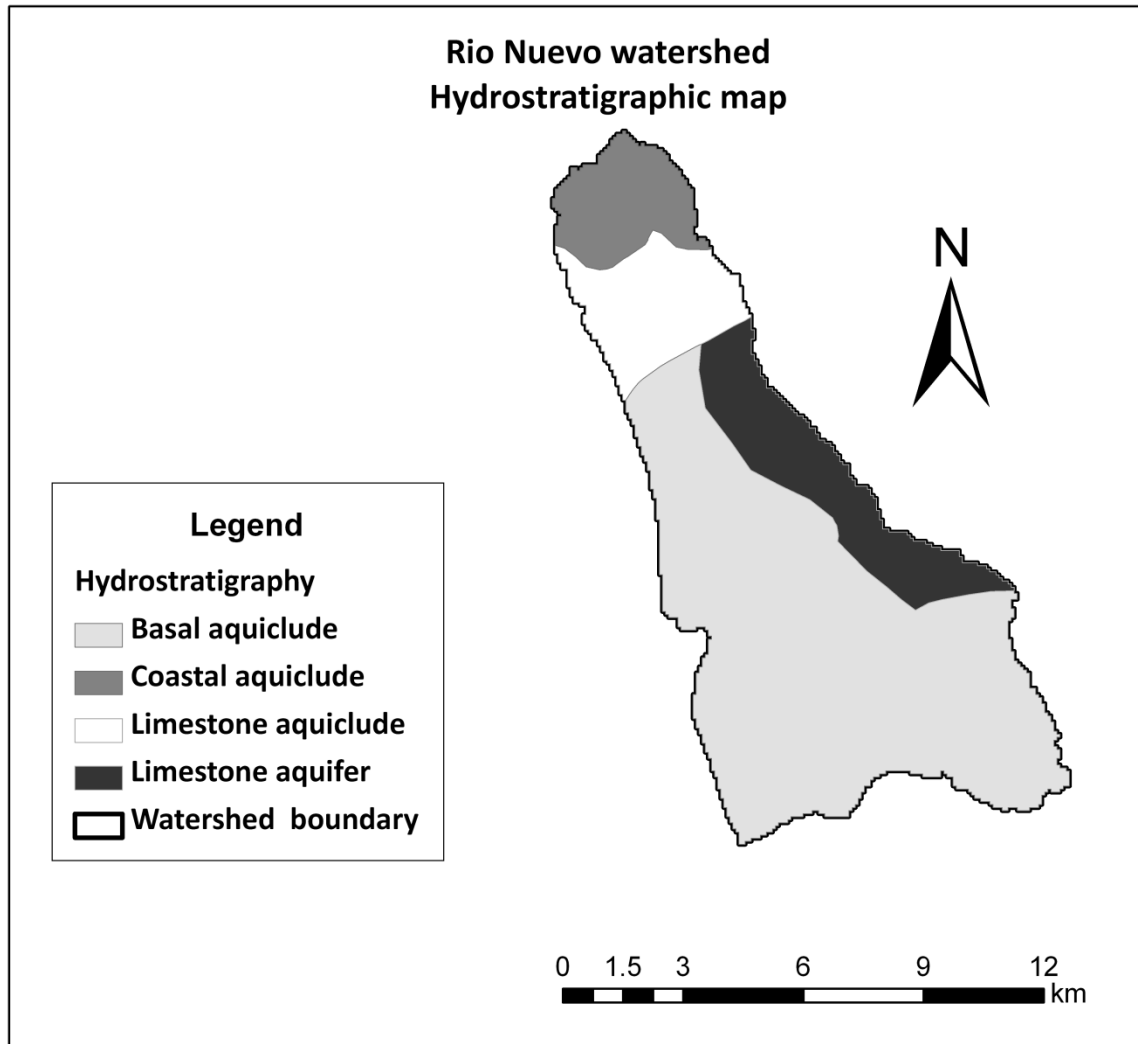 Rio Nuevo watershed
Hydrostratigraphic map
N
Legend
Hydrostratigraphy
Basal aquiclude
Coastal aquiclude
Limestone aquiclude
Limestone aquifer
Watershed boundary
0 1.5 3 6 9 12
km